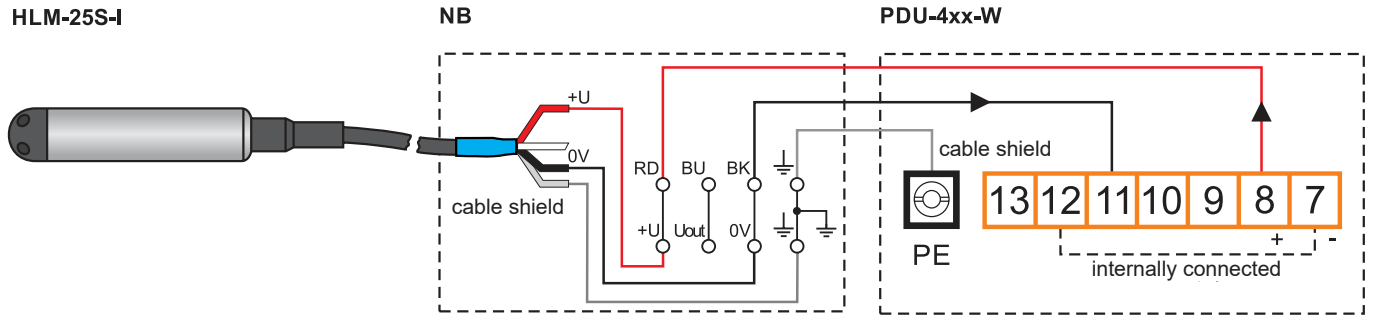 HLM-25S-I
NB
PDU-4xx-W
+U
0V
cable shield
RD BU BK
+U Uout 0V
cable shield
PE
13 12 11 10 9 8 7
+ -
internally connected